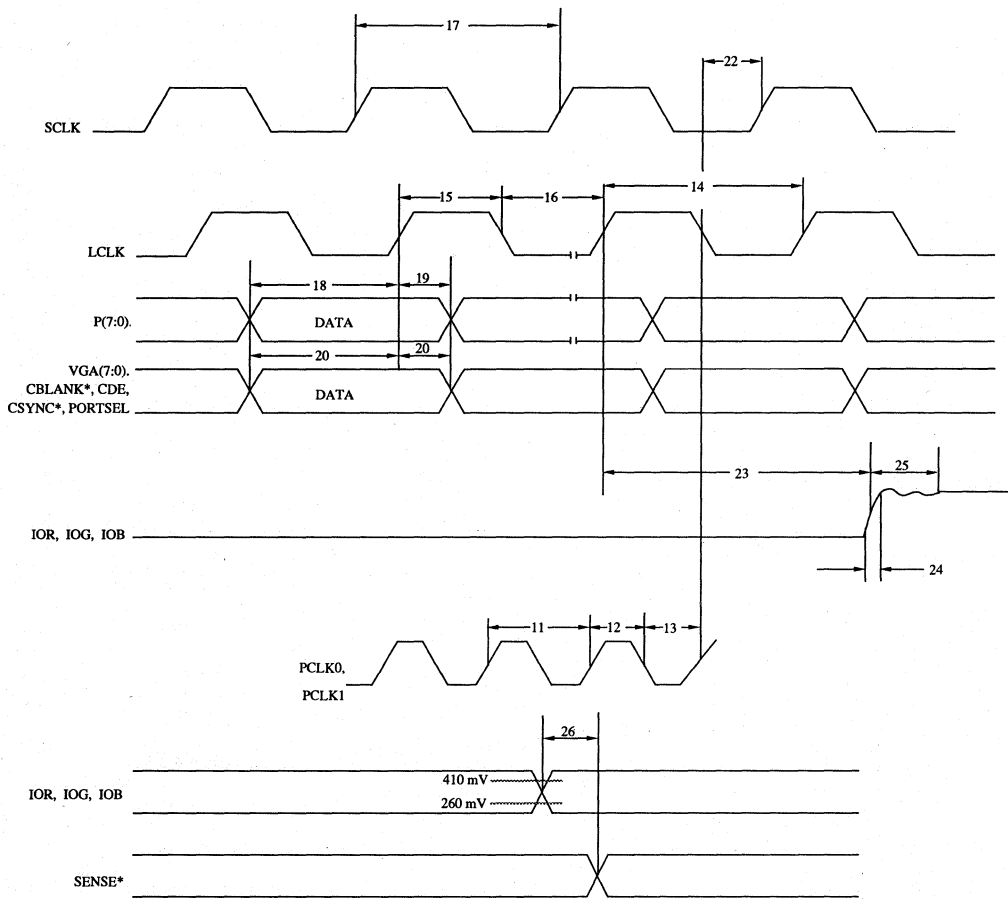 17
22
SCLK
15
16
14
LCLK
18
19
P(7:0).
DATA
20
20
VGA(7:0).
CBLANK*, CDE,
CSYNC*, PORTSEL
DATA
23
25
IOR, IOG, IOB
24
11
12
13
PCLK0,
PCLK1
26
410 mV
IOR, IOG, IOB
260 mV
SENSE*